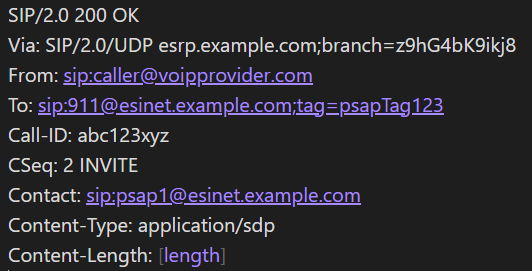 SIP/2.0 200 OK
Via: SIP/2.0/UDP esrp.example.com;branch=z9hG4bK9ikj8
From: sip:caller@voipprovider.com
To: sip:911@esinet.example.com;tag=psapTag123
Call-ID: abc123xyz
CSeq: 2 INVITE
Contact: sip:psap1@esinet.example.com
Content-Type: application/sdp
Content-Length: [length]